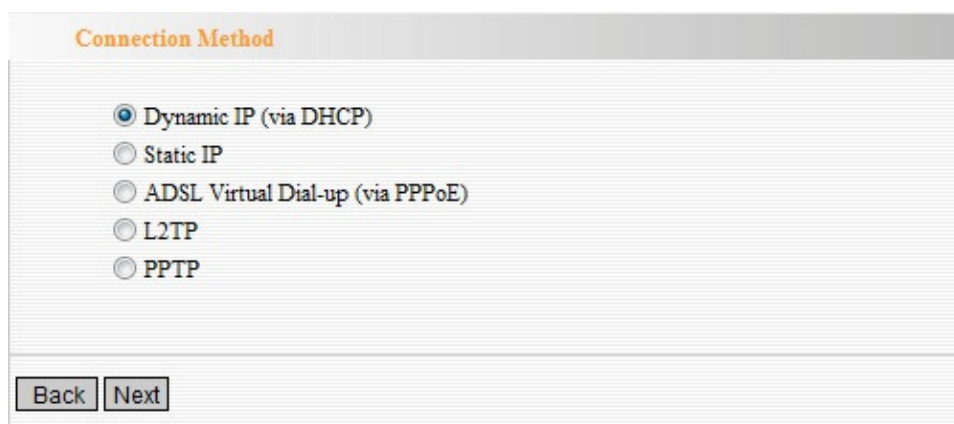 Connection Method
Dynamic IP (via DHCP)
Static IP
ADSL Virtual Dial-up (via PPPoE)
L2TP
PPTP
Back Next